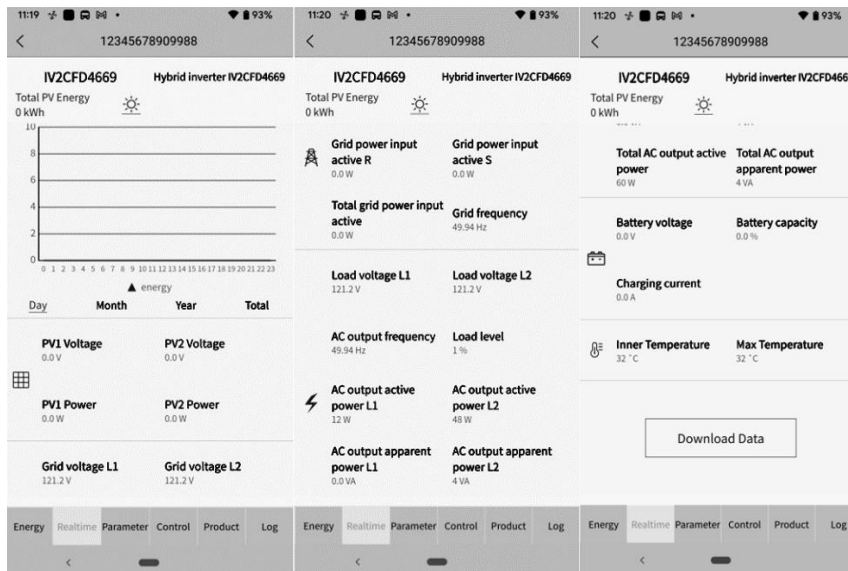 11:19
93%
12345678909988
IV2CFD4669
Hybrid inverter IV2CFD4669
Total PV Energy
0 kWh
10
8
6
4
2
0
0 1 2 3 4 5 6 7 8 9 10 11 12 13 14 15 16 17 18 19 20 21 22 23
energy
Day Month Year Total
PV1 Voltage
0.0 V
PV2 Voltage
0.0 V
PV1 Power
0.0 W
PV2 Power
0.0 W
Grid voltage L1
121.2 V
Grid voltage L2
121.2 V
Energy Realtime Parameter Control Product Log
11:20
93%
12345678909988
IV2CFD4669
Hybrid inverter IV2CFD4669
Total PV Energy
0 kWh
Grid power input
active R
0.0 W
Grid power input
active S
0.0 W
Total grid power input
active
0.0 W
Grid frequency
49.94 Hz
Load voltage L1
121.2 V
Load voltage L2
121.2 V
AC output frequency
49.94 Hz
Load level
1 %
AC output active
power L1
12 W
AC output active
power L2
48 W
AC output apparent
power L1
0.0 VA
AC output apparent
power L2
4 VA
Energy Realtime Parameter Control Product Log
11:20
93%
12345678909988
IV2CFD4669
Hybrid inverter IV2CFD466
Total PV Energy
0 kWh
Total AC output active
power
60 W
Total AC output
apparent power
4 VA
Battery voltage
0.0 V
Battery capacity
0.0 %
Charging current
0.0 A
Inner Temperature
32 °C
Max Temperature
32 °C
Download Data
Energy Realtime Parameter Control Product Log